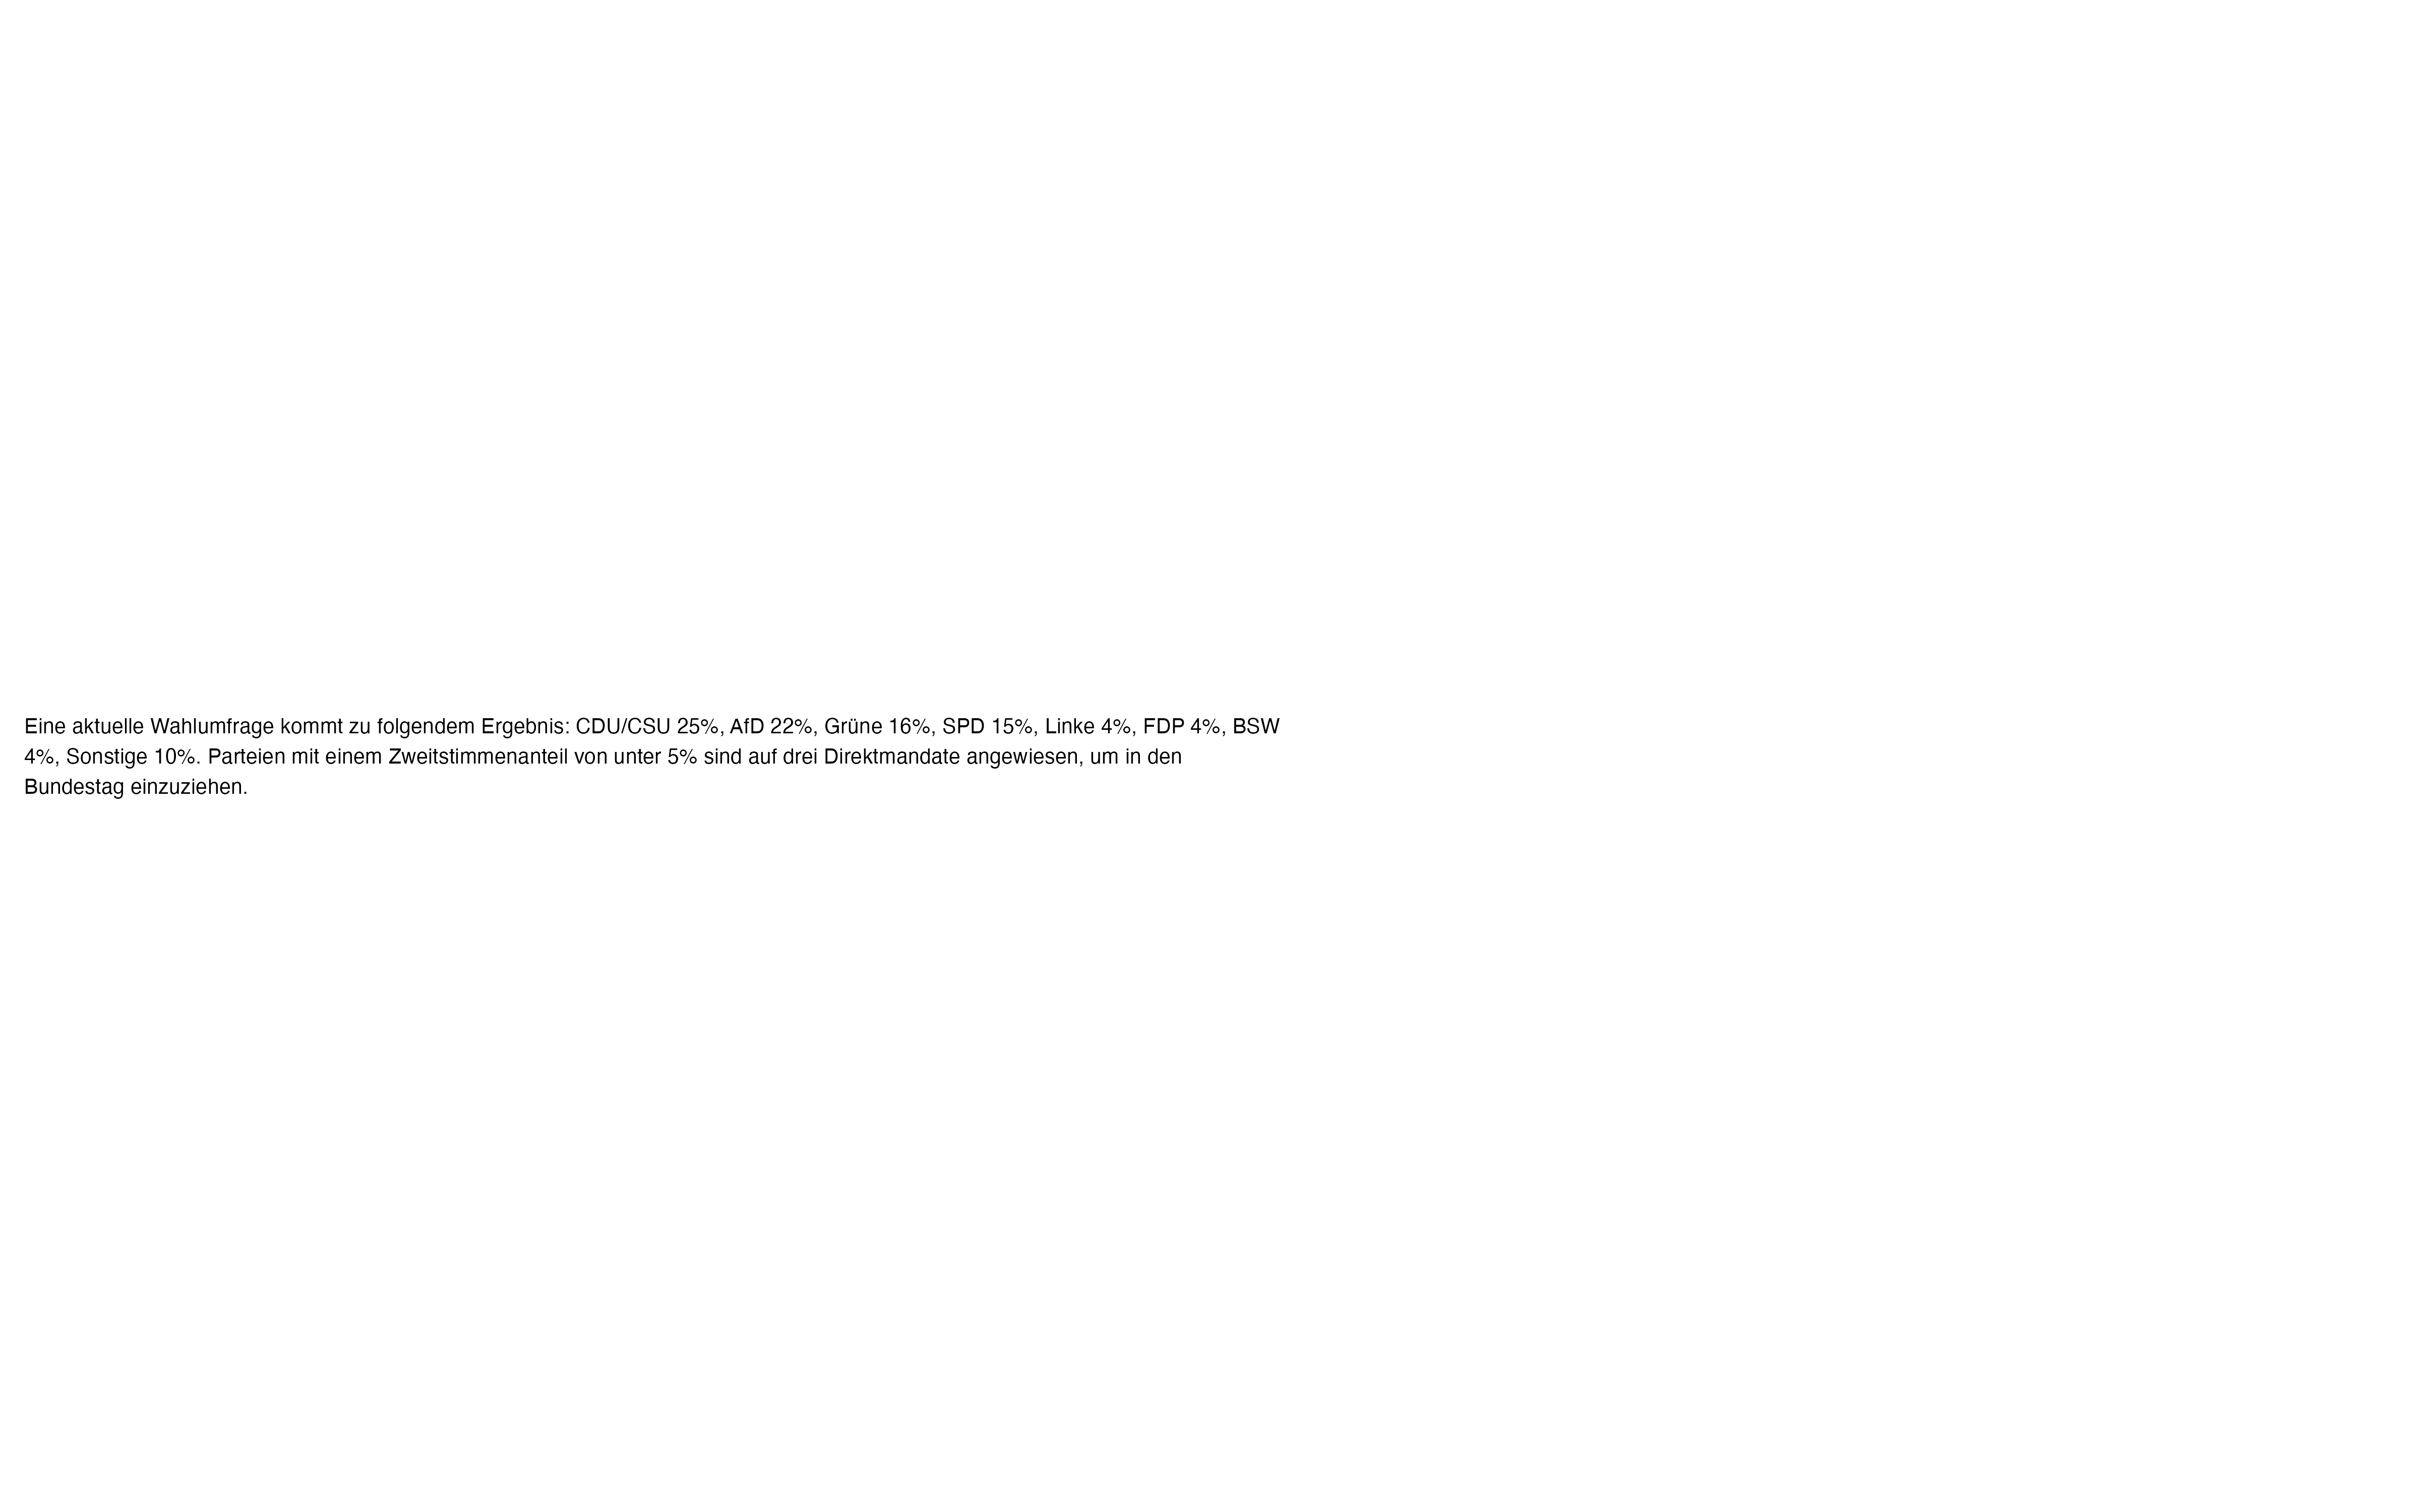 Eine aktuelle Wahlumfrage kommt zu folgendem Ergebnis: CDU/CSU 25%, AfD 22%, Grüne 16%, SPD 15%, Linke 4%, FDP 4%, BSW
4%, Sonstige 10%. Parteien mit einem Zweitstimmenanteil von unter 5% sind auf drei Direktmandate angewiesen, um in den
Bundestag einzuziehen.